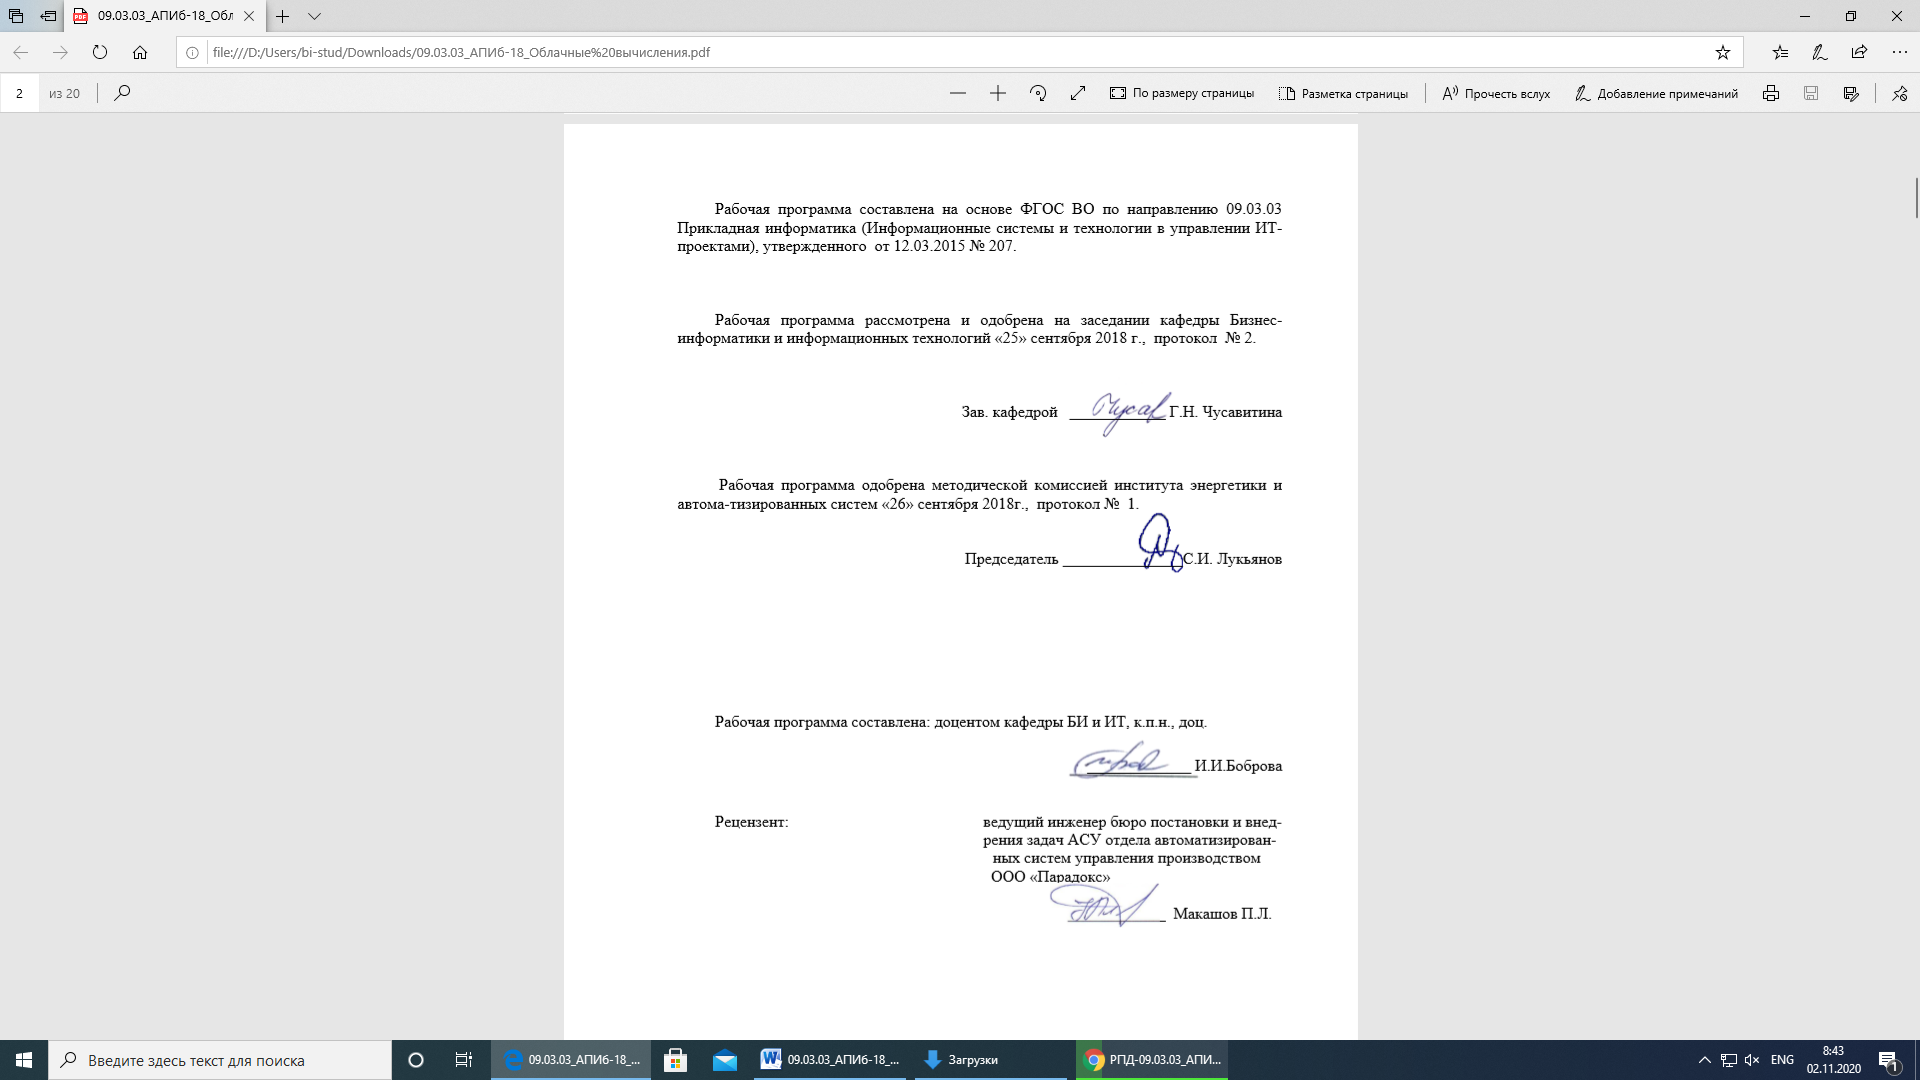 09.03.03_АПИб-18_Обл
file:///D:/Users/bi-stud/Downloads/09.03.03_АПИб-18_Облачные%20вычисления.pdf
2 из 20 По размеру страницы Разметка страницы Прочесть вслух Добавление примечаний
Рабочая программа составлена на основе ФГОС ВО по направлению 09.03.03
Прикладная информатика (Информационные системы и технологии в управлении ИТ-
проектами), утвержденного от 12.03.2015 № 207.
Рабочая программа рассмотрена и одобрена на заседании кафедры Бизнес-
информатики и информационных технологий «25» сентября 2018 г., протокол № 2.
Зав. кафедрой ____________ Г.Н. Чусавитина
Рабочая программа одобрена методической комиссией института энергетики и
автома-тизированных систем «26» сентября 2018г., протокол № 1.
Председатель _______________ С.И. Лукьянов
Рабочая программа составлена: доцентом кафедры БИ и ИТ, к.п.н., доц.
_______________ И.И.Боброва
Рецензент: ведущий инженер бюро постановки и внед-
рения задач АСУ отдела автоматизирован-
ных систем управления производством
ООО «Парадокс»
____________ Макашов П.Л.
Введите здесь текст для поиска 09.03.03_АПИб-18_... 09.03.03_АПИб-18_... Загрузки РПД-09.03.03_АПИ... ENG 8:43
02.11.2020 1